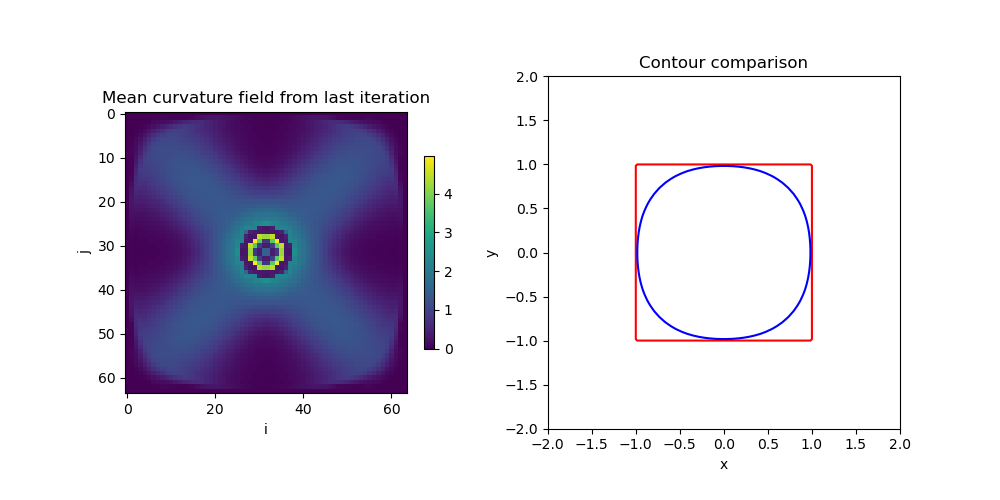 Mean curvature field from last iteration
0
10
20
30
40
50
60
j
0 20 40 60
i
4
3
2
1
0
Contour comparison
2.0
1.5
1.0
0.5
0.0
−0.5
−1.0
−1.5
−2.0
y
−2.0 −1.5 −1.0 −0.5 0.0 0.5 1.0 1.5 2.0
x